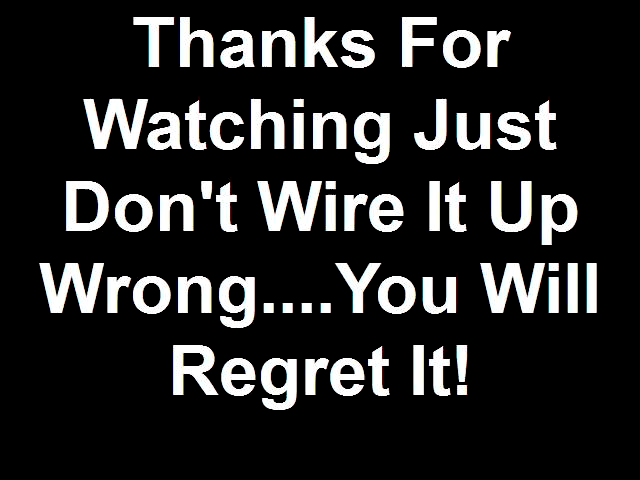 Thanks For
Watching Just
Don't Wire It Up
Wrong....You Will
Regret It!